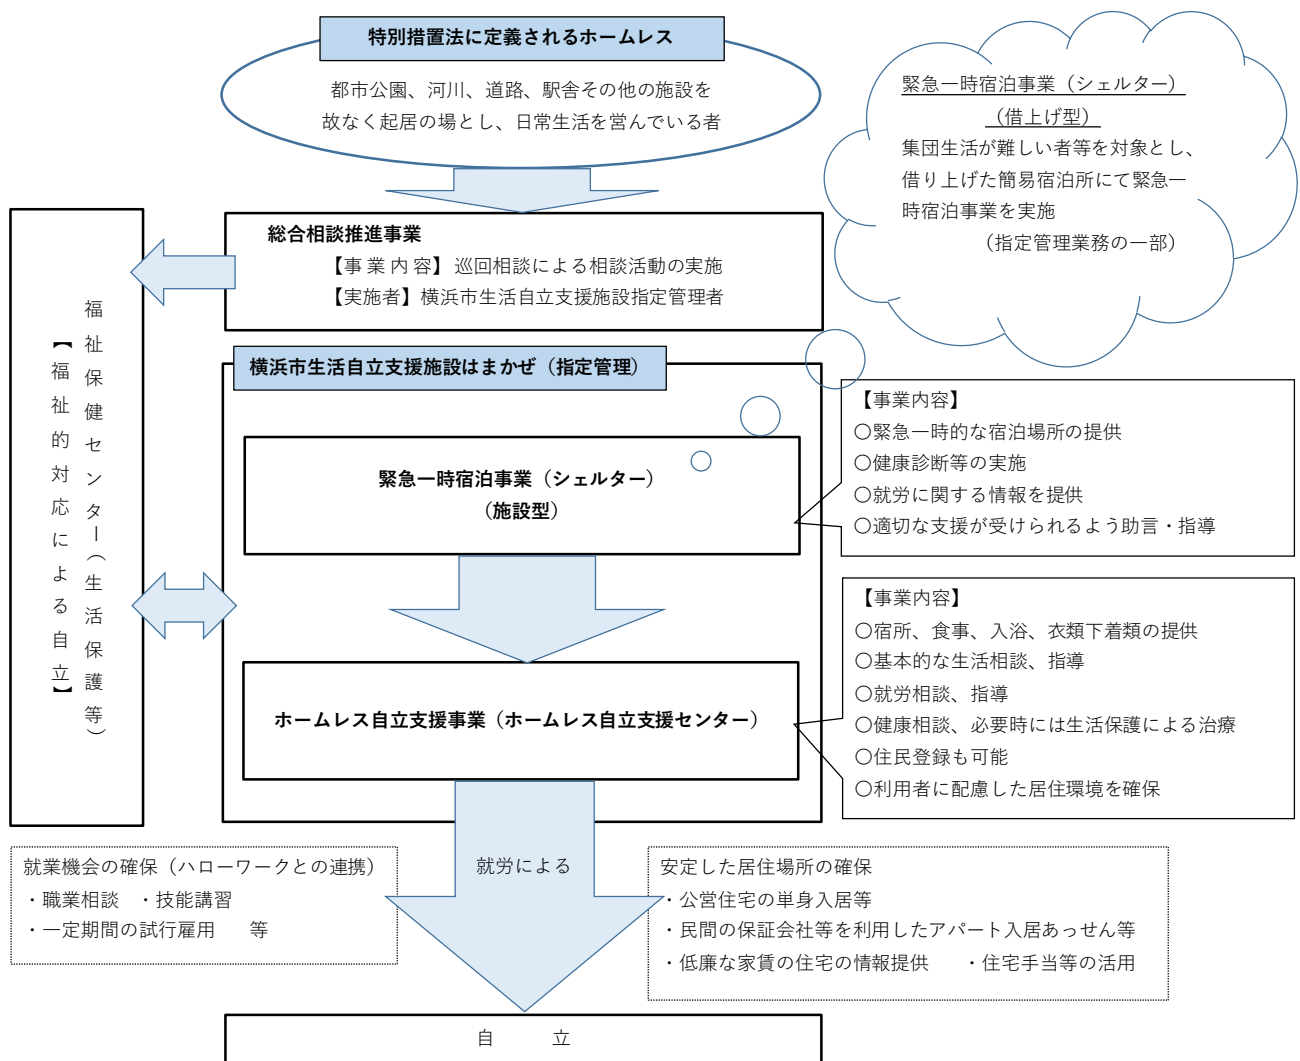 特別措置法に定義されるホームレス
都市公園、河川、道路、駅舎その他の施設を
故なく起居の場とし、日常生活を営んでいる者
緊急一時宿泊事業（シェルター）
（借上げ型）
集団生活が難しい者等を対象とし、
借り上げた簡易宿泊所にて緊急一
時宿泊事業を実施
（指定管理業務の一部）
総合相談推進事業
【事業内容】巡回相談による相談活動の実施
【実施者】横浜市生活自立支援施設指定管理者
福祉保健センター（生活保護等）
【福祉的対応による自立】
横浜市生活自立支援施設はまかぜ（指定管理）
緊急一時宿泊事業（シェルター）
（施設型）
【事業内容】
〇緊急一時的な宿泊場所の提供
〇健康診断等の実施
〇就労に関する情報を提供
〇適切な支援が受けられるよう助言・指導
ホームレス自立支援事業（ホームレス自立支援センター）
【事業内容】
〇宿所、食事、入浴、衣類下着類の提供
〇基本的な生活相談、指導
〇就労相談、指導
〇健康相談、必要時には生活保護による治療
〇住民登録も可能
〇利用者に配慮した居住環境を確保
就業機会の確保（ハローワークとの連携）
・職業相談　・技能講習
・一定期間の試行雇用　　等
就労による
安定した居住場所の確保
・公営住宅の単身入居等
・民間の保証会社等を利用したアパート入居あっせん等
・低廉な家賃の住宅の情報提供　　・住宅手当等の活用
自　　立